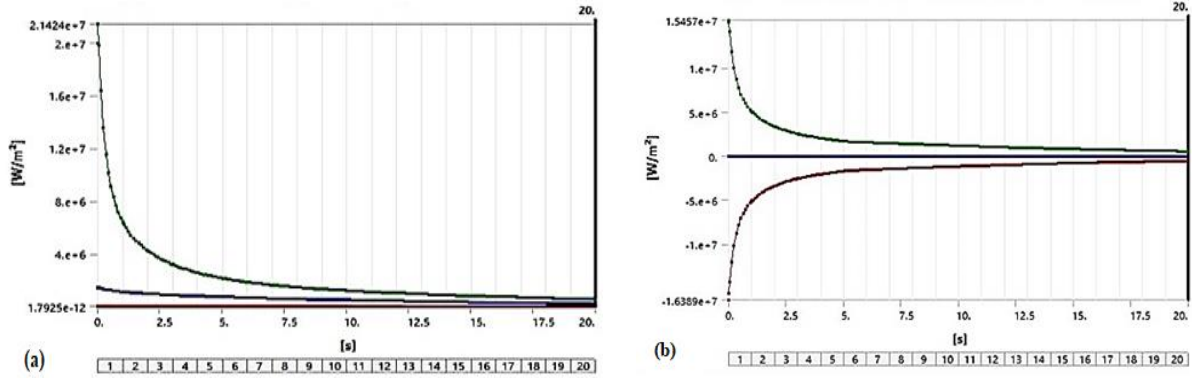 20.
2.1424e+7
2.e+7
1.6e+7
1.2e+7
8.e+6
4.e+6
1.7925e-12
[W/m²]
0. 2.5 5. 7.5 10. 12.5 15. 17.5 20.
[s]
(a)
1 2 3 4 5 6 7 8 9 10 11 12 13 14 15 16 17 18 19 20
20.
1.5457e+7
1.e+7
5.e+6
0.
-5.e+6
-1.e+7
-1.6389e+7
[W/m²]
0. 2.5 5. 7.5 10. 12.5 15. 17.5 20.
[s]
(b)
1 2 3 4 5 6 7 8 9 10 11 12 13 14 15 16 17 18 19 20